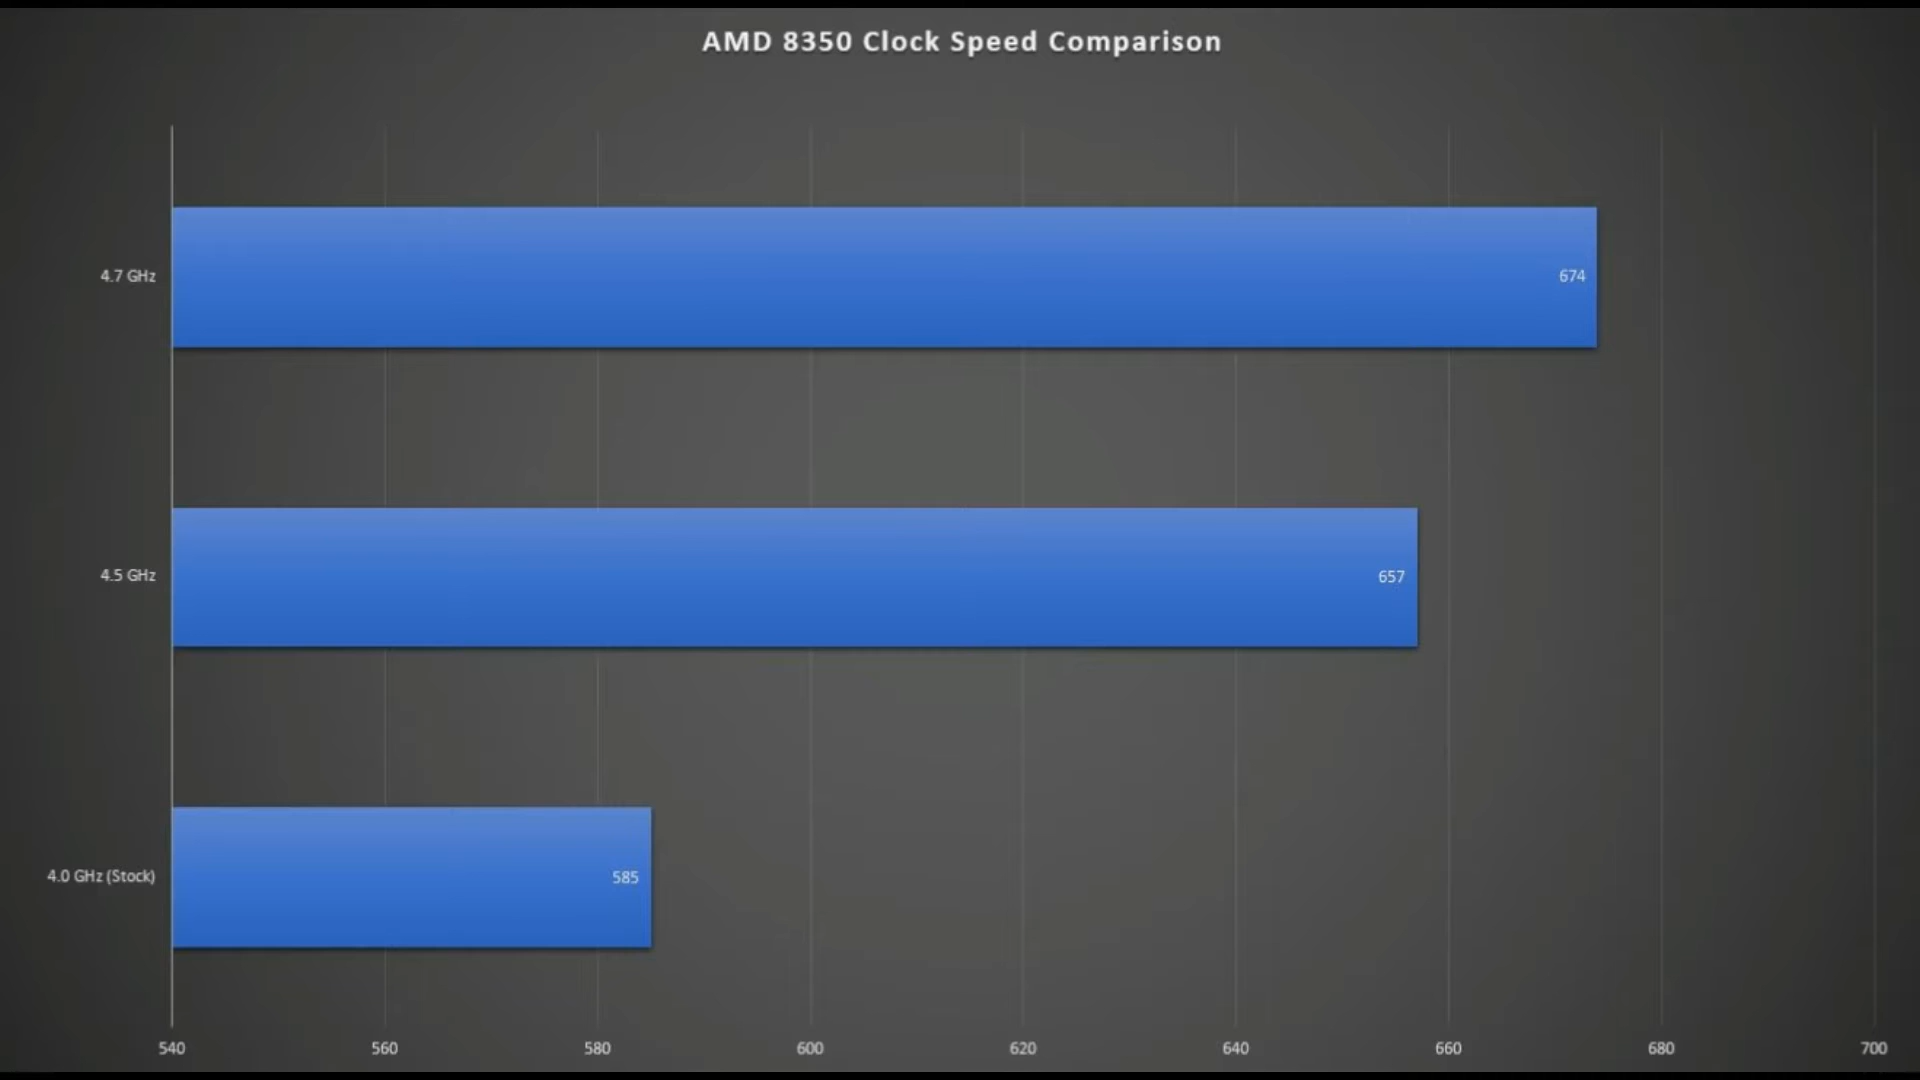 AMD 8350 Clock Speed Comparison
4.7 GHz
674
4.5 GHz
657
4.0 GHz (Stock)
585
540 560 580 600 620 640 660 680 700